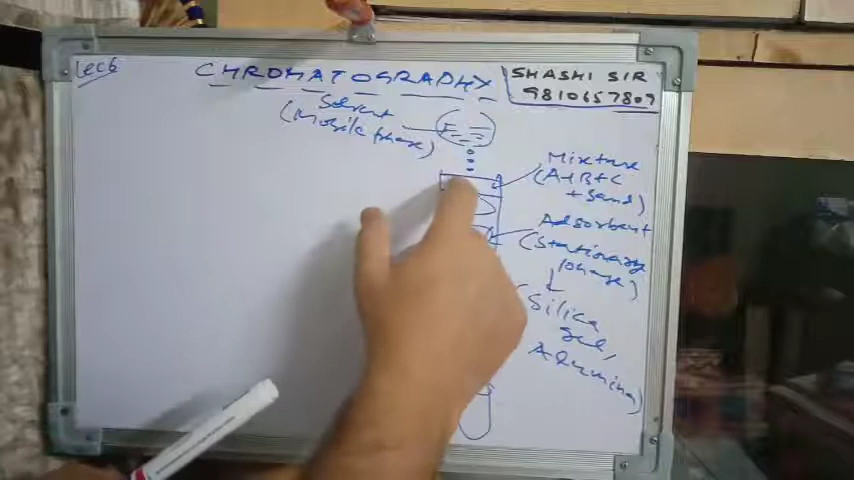 Lec6
CHROMATOGRAPHY
SHASHI SIR
9810657809
Solvent
(Mobile phase)
Mixture
(A+B+C
+ Sand)
Adsorbent
(Stationary
phase)
(Silica
Gel,
Alumina)